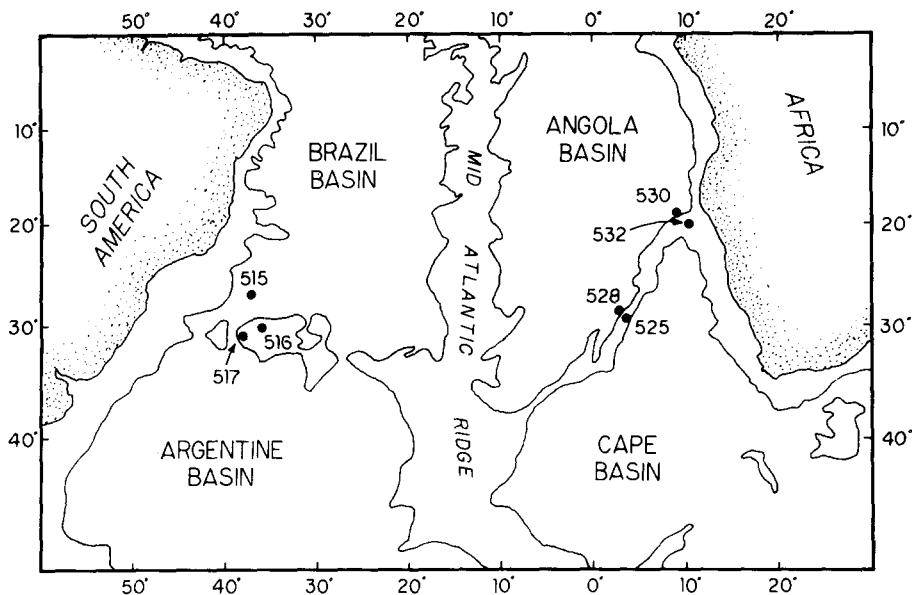 50° 40° 30° 20° 10° 0° 10° 20°
10°
10°
SOUTH
AMERICA
BRAZIL
BASIN
MID
ATLANTIC
RIDGE
ANGOLA
BASIN
AFRICA
530
532
20°
20°
515
528
525
30°
30°
516
517
40°
40°
ARGENTINE
BASIN
CAPE
BASIN
50° 40° 30° 20° 10° 0° 10° 20°